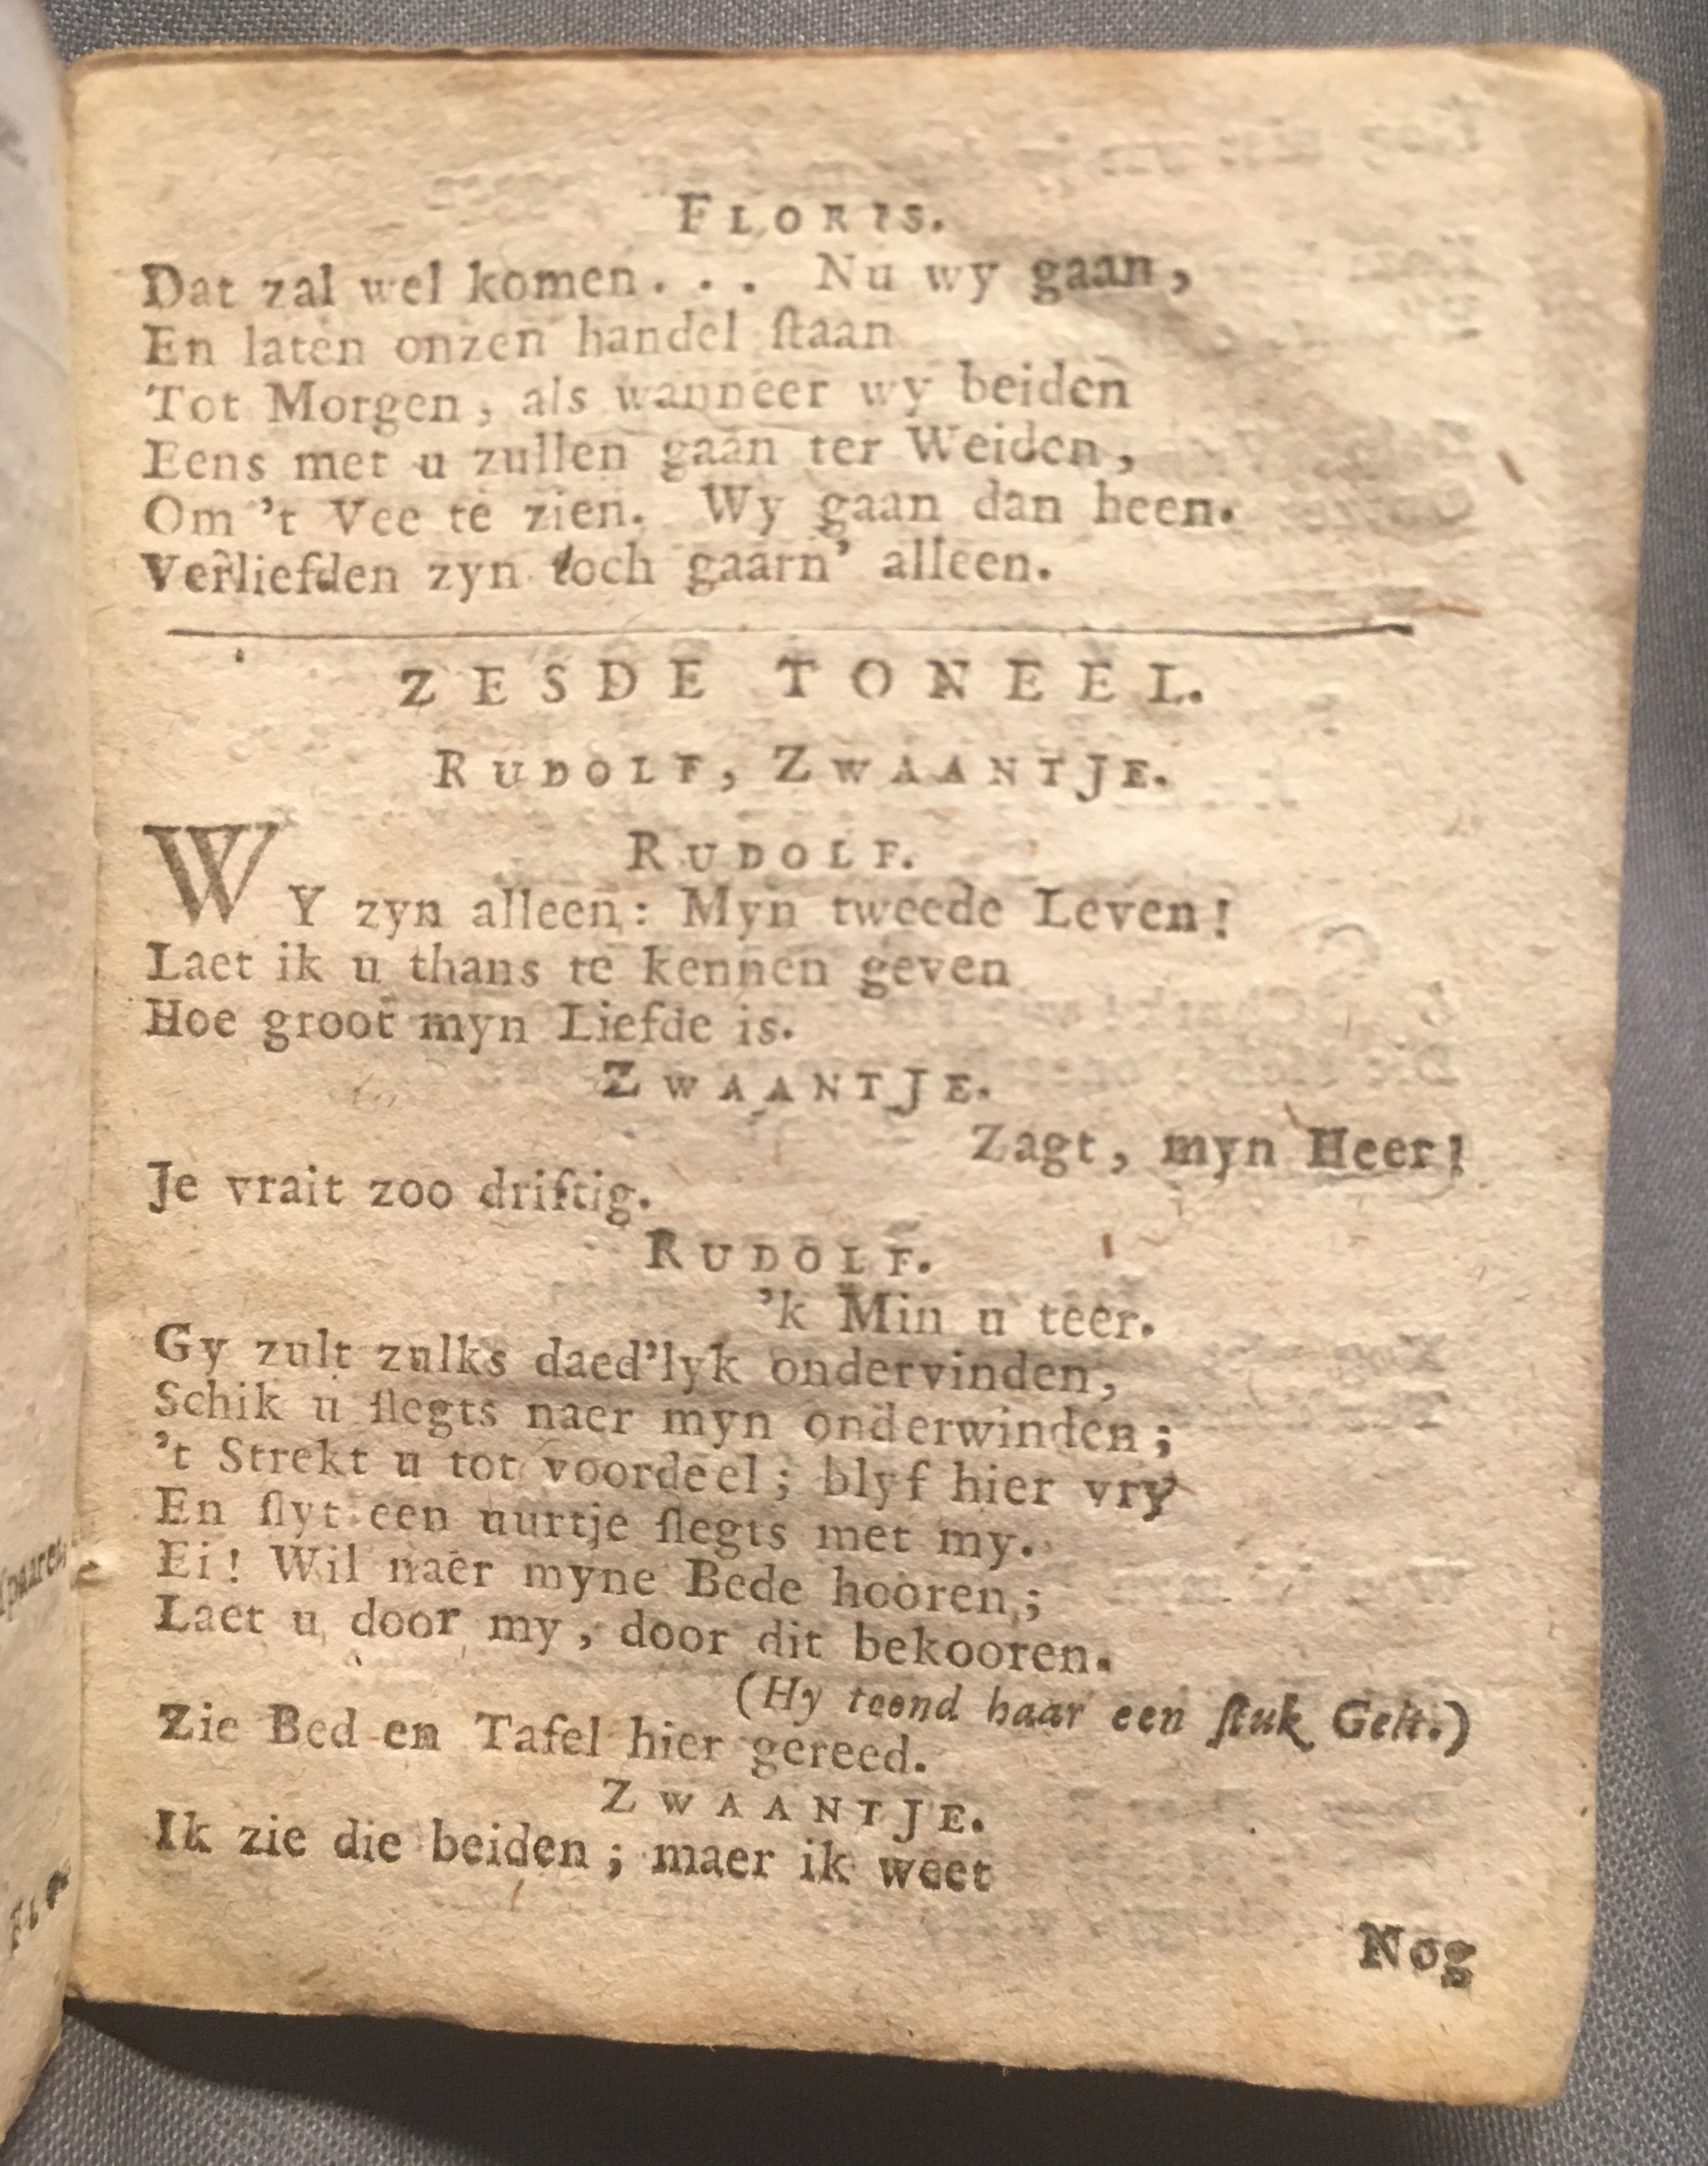 FLORIS.
Dat zal wel komen. . . Nu wy gaan,
En laten onzen handel ſtaan
Tot Morgen, als wanneer wy beiden
Eens met u zullen gaan ter Weiden,
Om 't Vee te zien. Wy gaan dan heen.
Verliefden zyn toch gaarn' alleen.
ZESDE TONEEL.
RUDOLF, ZWAANTJE.
RUDOLF.
WY zyn alleen: Myn tweede Leven!
Laet ik u thans te kennen geven
Hoe groot myn Liefde is.
ZWAANTJE.
Zagt, myn Heer!
Je vrait zoo driftig.
RUDOLF.
'k Min u teer.
Gy zult zulks daed'lyk ondervinden,
Schik u ſlegts naer myn onderwinden;
't Strekt u tot voordeel; blyf hier vry
En ſlyt een uurtje ſlegts met my.
Ei! Wil naer myne Bede hooren;
Laet u door my, door dit bekooren.
(Hy toond haar een ſtuk Gelt.)
Zie Bed en Tafel hier gereed.
ZWAANTJE.
Ik zie die beiden; maer ik weet
Nog